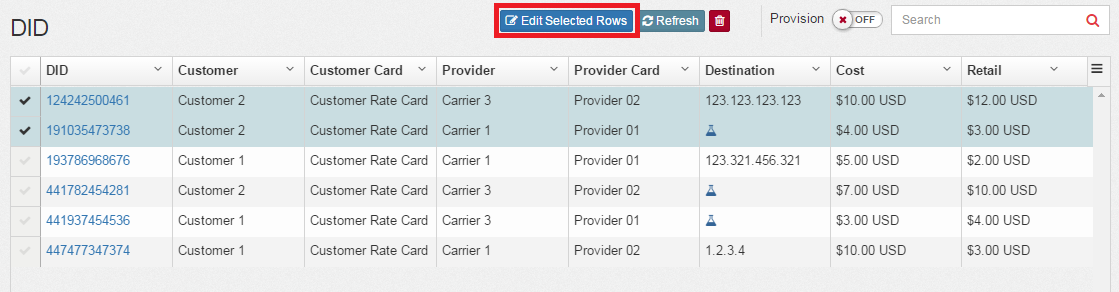 DID
Edit Selected Rows Refresh Provision OFF Search
DID Customer Customer Card Provider Provider Card Destination Cost Retail
124242500461 Customer 2 Customer Rate Card Carrier 3 Provider 02 123.123.123.123 $10.00 USD $12.00 USD
191035473738 Customer 2 Customer Rate Card Carrier 1 Provider 01 $4.00 USD $3.00 USD
193786968676 Customer 1 Customer Rate Card Carrier 1 Provider 01 123.321.456.321 $5.00 USD $2.00 USD
441782454281 Customer 2 Customer Rate Card Carrier 3 Provider 02 $7.00 USD $10.00 USD
441937454536 Customer 1 Customer Rate Card Carrier 3 Provider 01 $3.00 USD $4.00 USD
447477347374 Customer 1 Customer Rate Card Carrier 1 Provider 02 1.2.3.4 $10.00 USD $3.00 USD